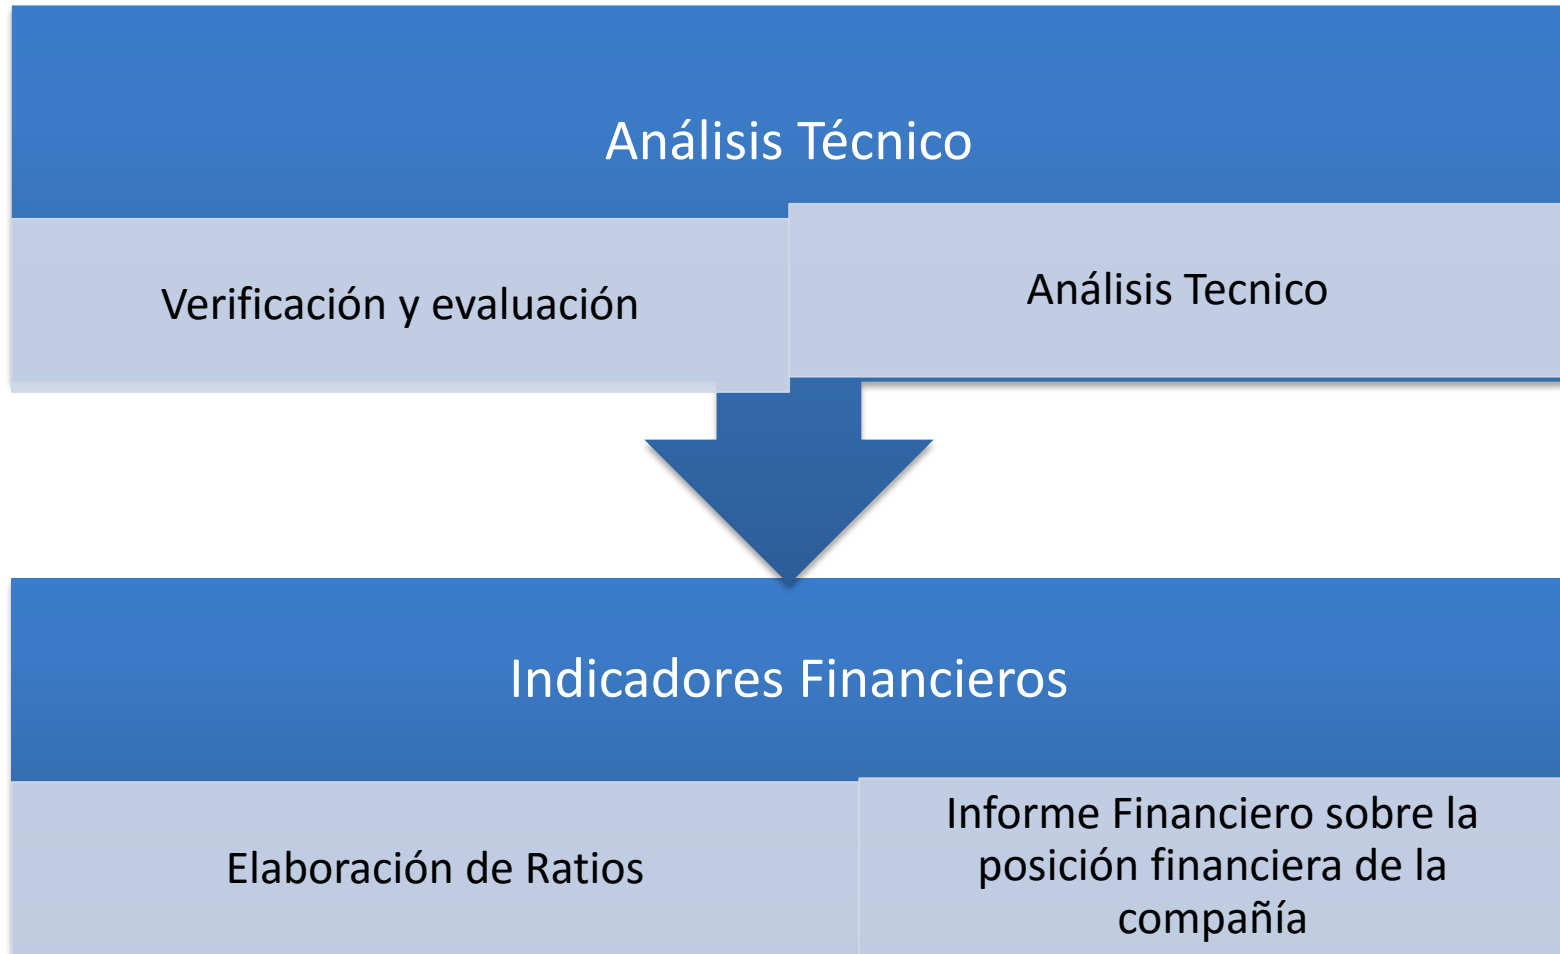 Análisis Técnico
Verificación y evaluación
Análisis Tecnico
Indicadores Financieros
Elaboración de Ratios
Informe Financiero sobre la
posición financiera de la
compañía